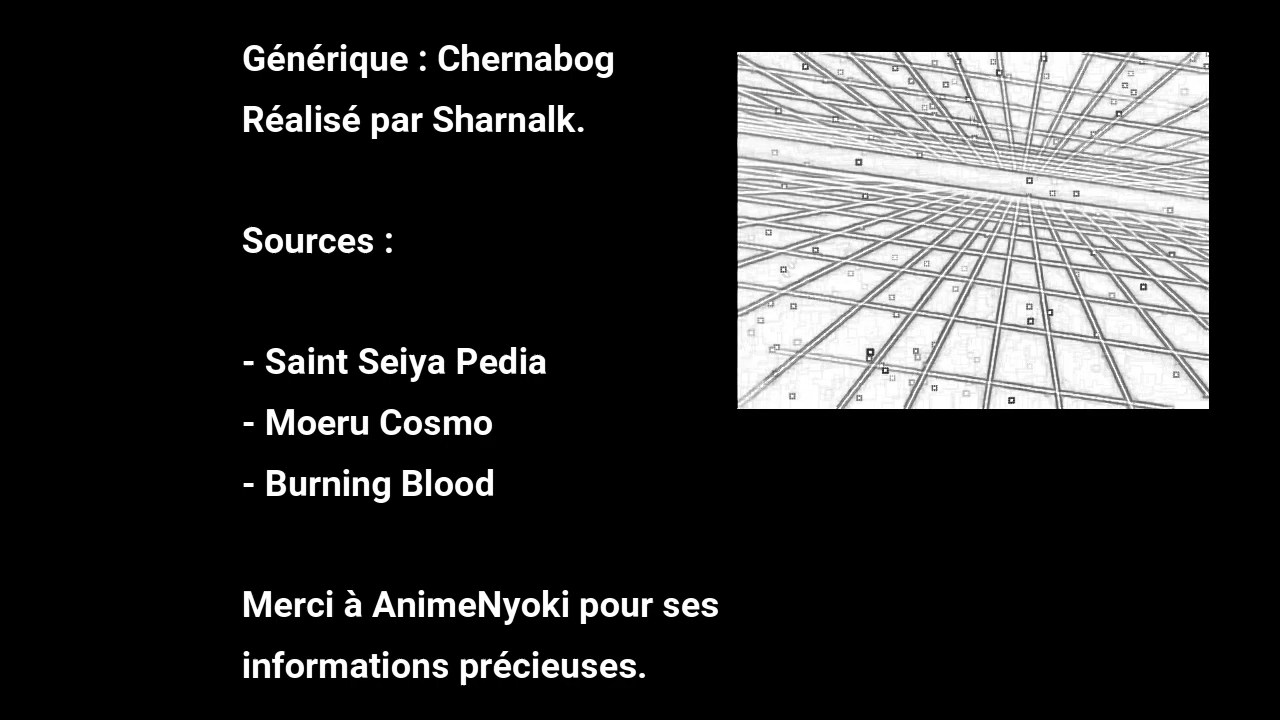 Générique : Chernabog
Réalisé par Sharnalk.
Sources :
- Saint Seiya Pedia
- Moeru Cosmo
- Burning Blood
Merci à AnimeNyoki pour ses
informations précieuses.